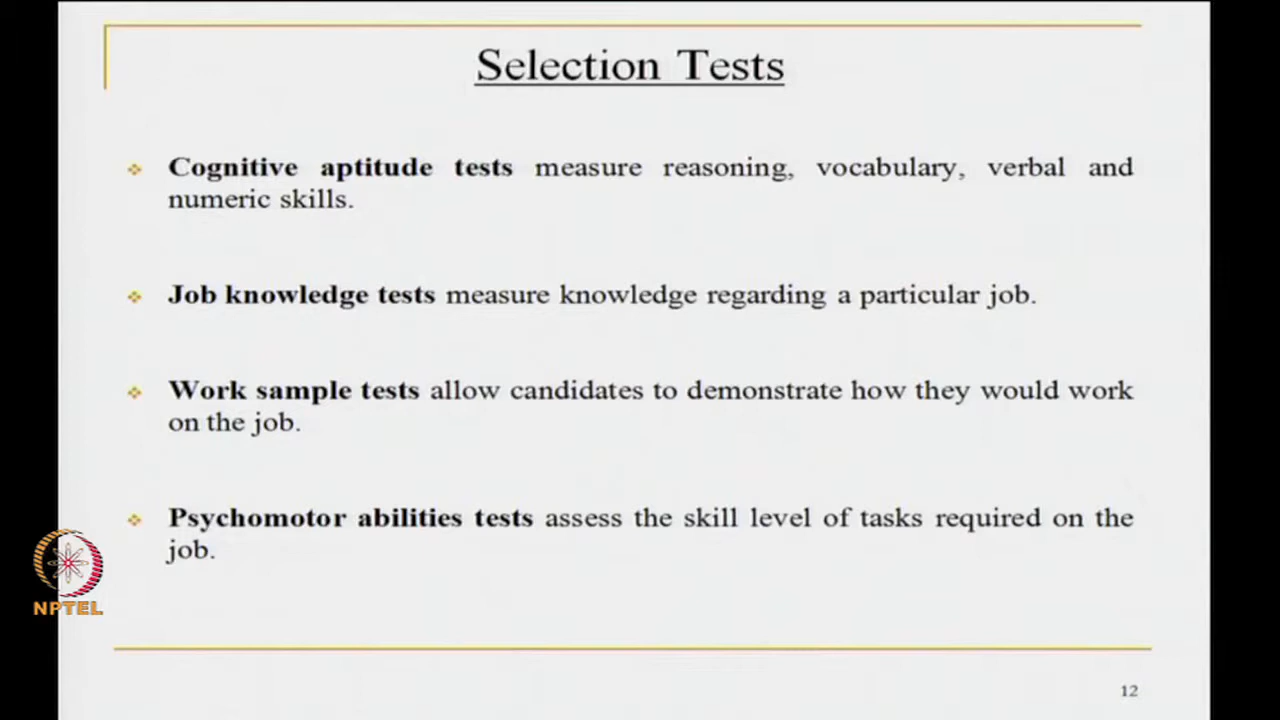 Selection Tests
Cognitive aptitude tests measure reasoning, vocabulary, verbal and
numeric skills.
Job knowledge tests measure knowledge regarding a particular job.
Work sample tests allow candidates to demonstrate how they would work
on the job.
Psychomotor abilities tests assess the skill level of tasks required on the
job.
NPTEL
12